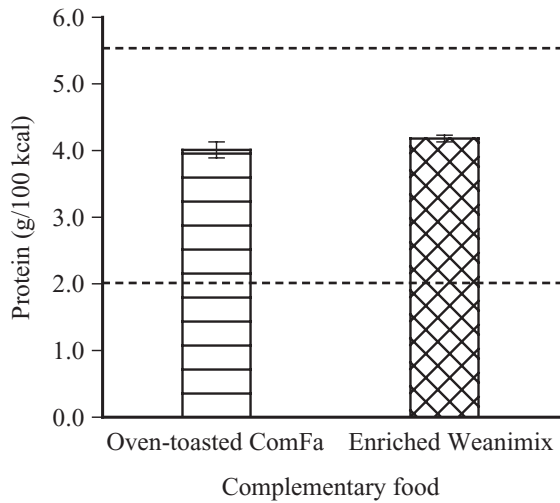 6.0
5.0
4.0
3.0
2.0
1.0
0.0
Protein (g/100 kcal)
Oven-toasted ComFa Enriched Weanimix
Complementary food